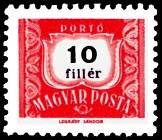 PORTÓ
10
fillér
MAGYAR POSTA
LEGRÁDY SÁNDOR